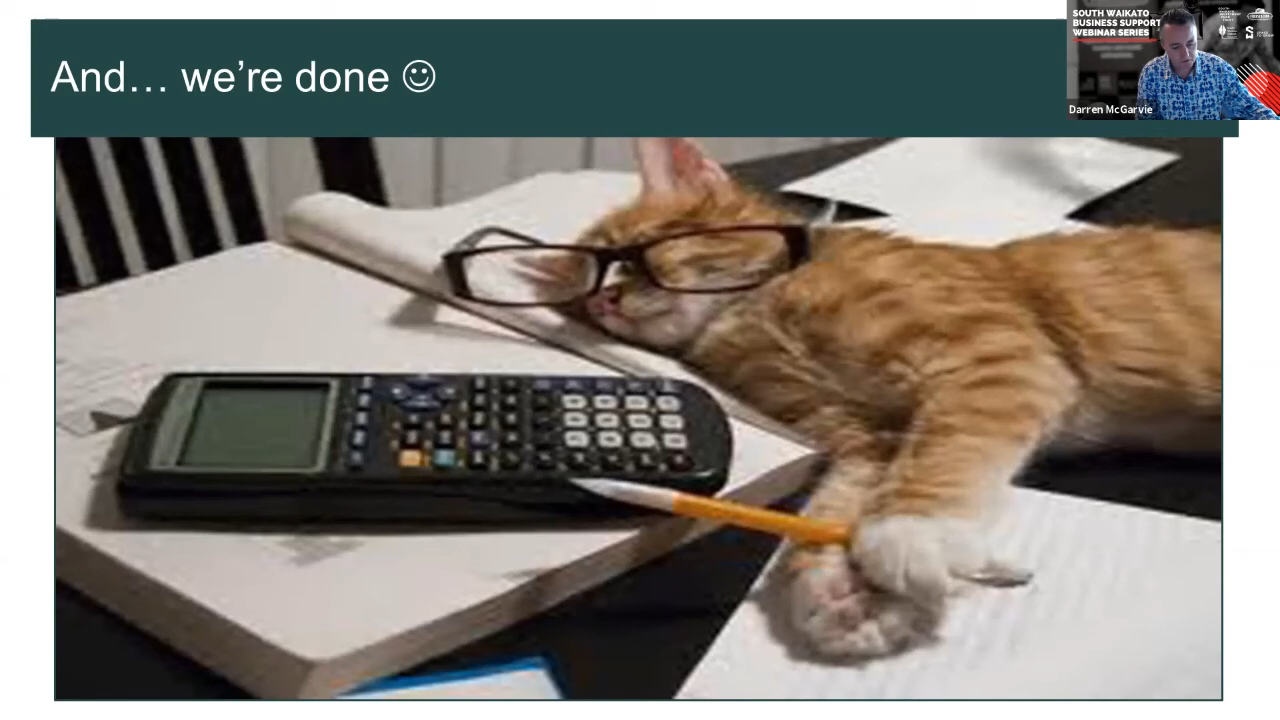 And… we’re done ☺
SOUTH WAIKATO
BUSINESS SUPPORT
WEBINAR SERIES
Darren McGarvie